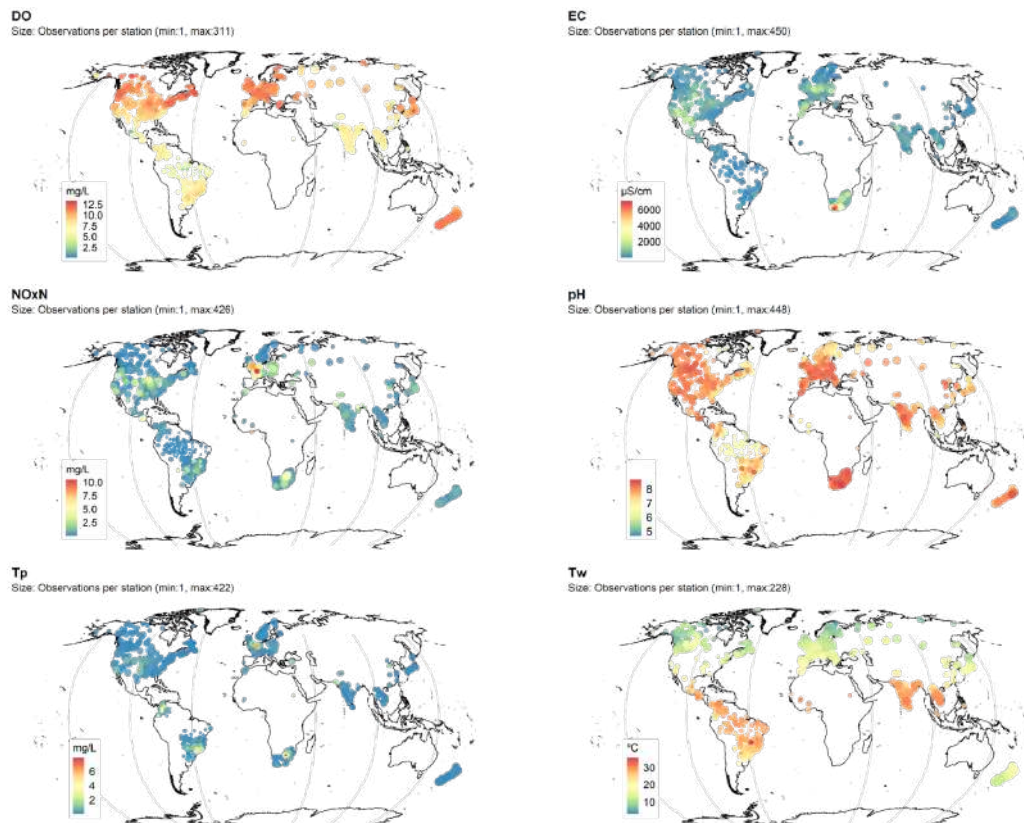 DO
Size: Observations per station (min:1, max:311)
mg/L
12.5
10.0
7.5
5.0
2.5
EC
Size: Observations per station (min:1, max:450)
µS/cm
6000
4000
2000
NOxN
Size: Observations per station (min:1, max:426)
mg/L
10.0
7.5
5.0
2.5
pH
Size: Observations per station (min:1, max:448)
8
7
6
5
Tp
Size: Observations per station (min:1, max:422)
mg/L
6
4
2
Tw
Size: Observations per station (min:1, max:228)
°C
30
20
10